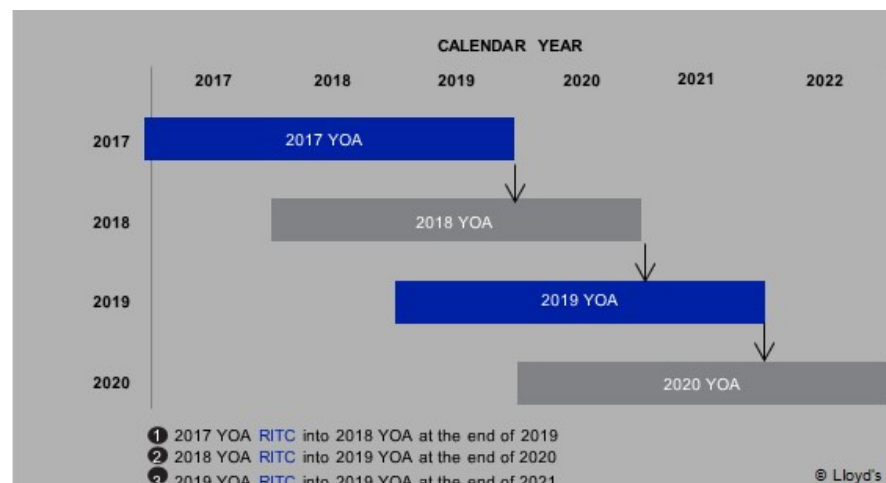 CALENDAR YEAR
2017 2018 2019 2020 2021 2022
2017 2017 YOA
2018 2018 YOA
2019 2019 YOA
2020 2020 YOA
1 2017 YOA RITC into 2018 YOA at the end of 2019
2 2018 YOA RITC into 2019 YOA at the end of 2020
3 2019 YOA RITC into 2019 YOA at the end of 2021
© Lloyd's